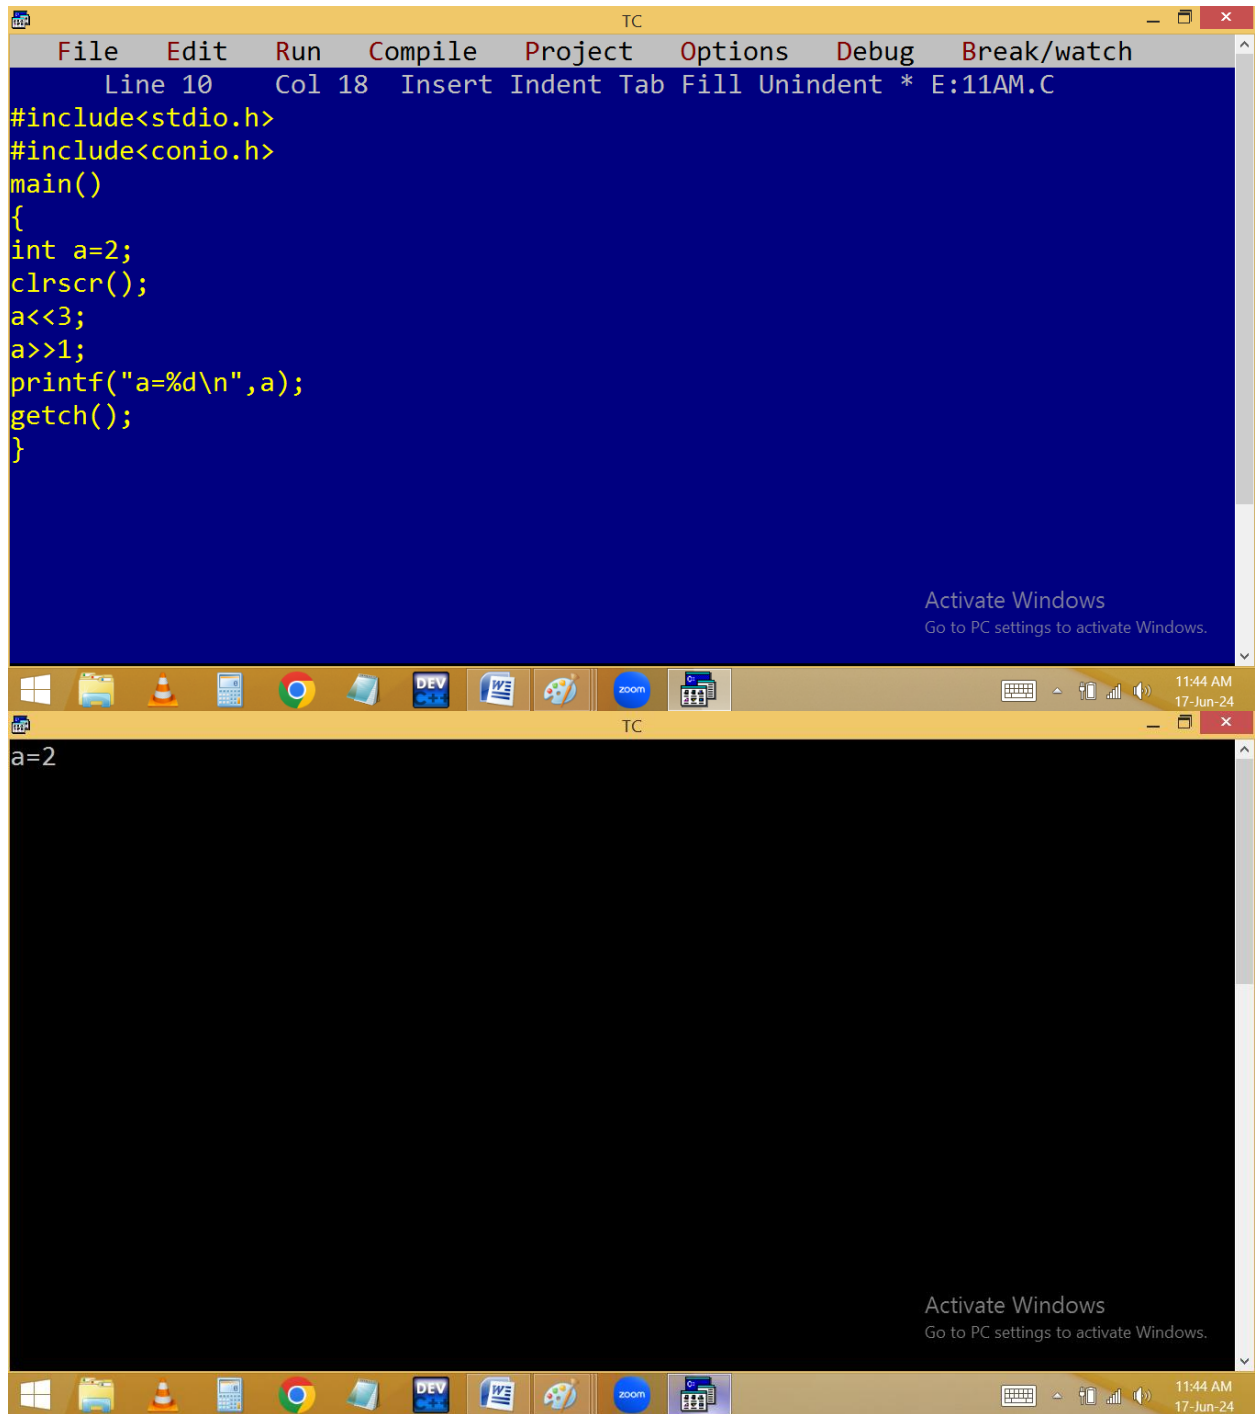 TC
File Edit Run Compile Project Options Debug Break/watch
Line 10 Col 18 Insert Indent Tab Fill Unindent * E:11AM.C
#include<stdio.h>
#include<conio.h>
main()
{
int a=2;
clrscr();
a<<3;
a>>1;
printf("a=%d\n",a);
getch();
}
Activate Windows
Go to PC settings to activate Windows.
DEV C++ zoom 11:44 AM
17-Jun-24
TC
a=2
Activate Windows
Go to PC settings to activate Windows.
DEV C++ zoom 11:44 AM
17-Jun-24